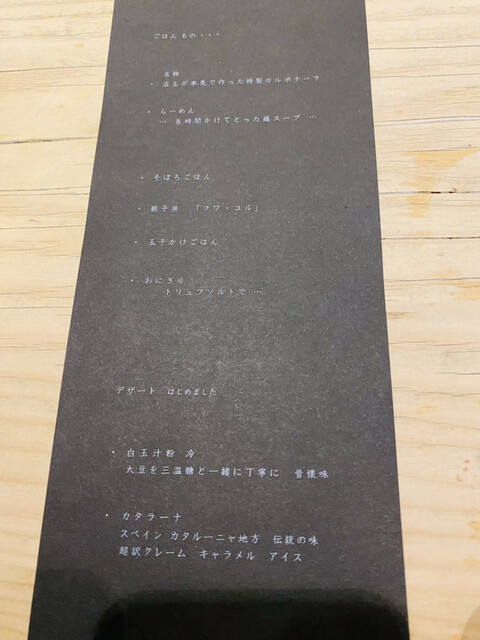 ごはんもの・・・
名物
・ 店主が本気で作った特製カルボナーラ
・ らーめん
… 8時間かけてとった鶏スープ …
・ そぼろごはん
・ 親子丼 「フワ・ユル」
・ 玉子かけごはん
・ おにぎり
トリュフソルトで …
デザート はじめました
・ 白玉汁粉 冷
大豆を三温糖と一緒に丁寧に 昔懐味
・ カタラーナ
スペイン カタルーニャ地方 伝統の味
超訳クレーム キャラメル アイス